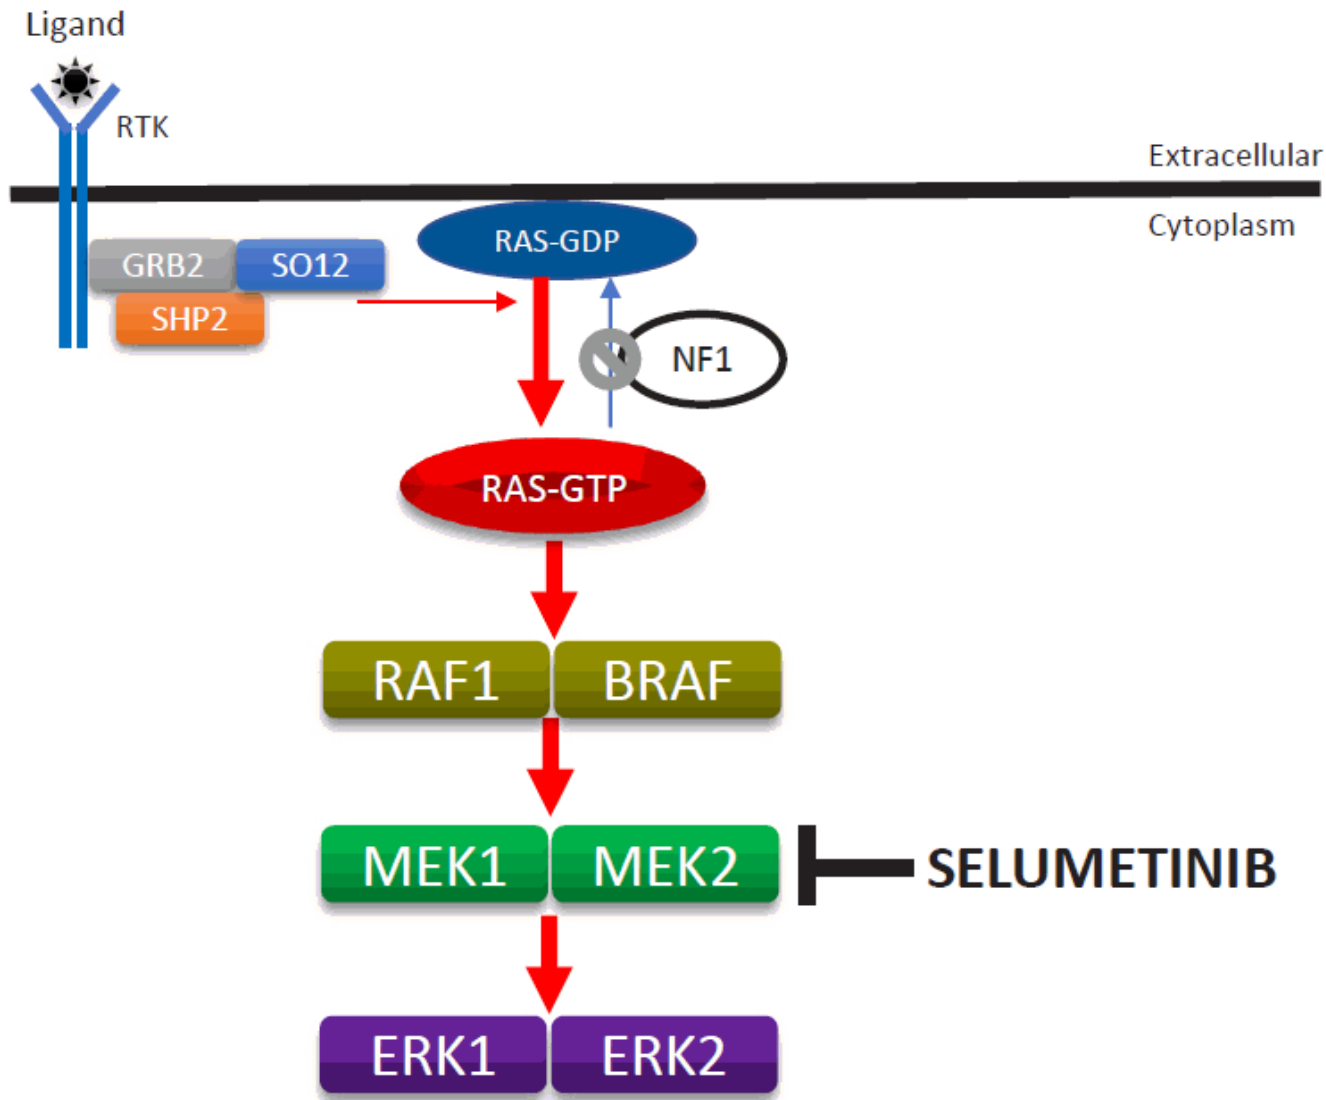 Ligand
RTK
Extracellular
Cytoplasm
RAS-GDP
GRB2
SO12
SHP2
NF1
RAS-GTP
RAF1
BRAF
MEK1
MEK2
SELUMETINIB
ERK1
ERK2